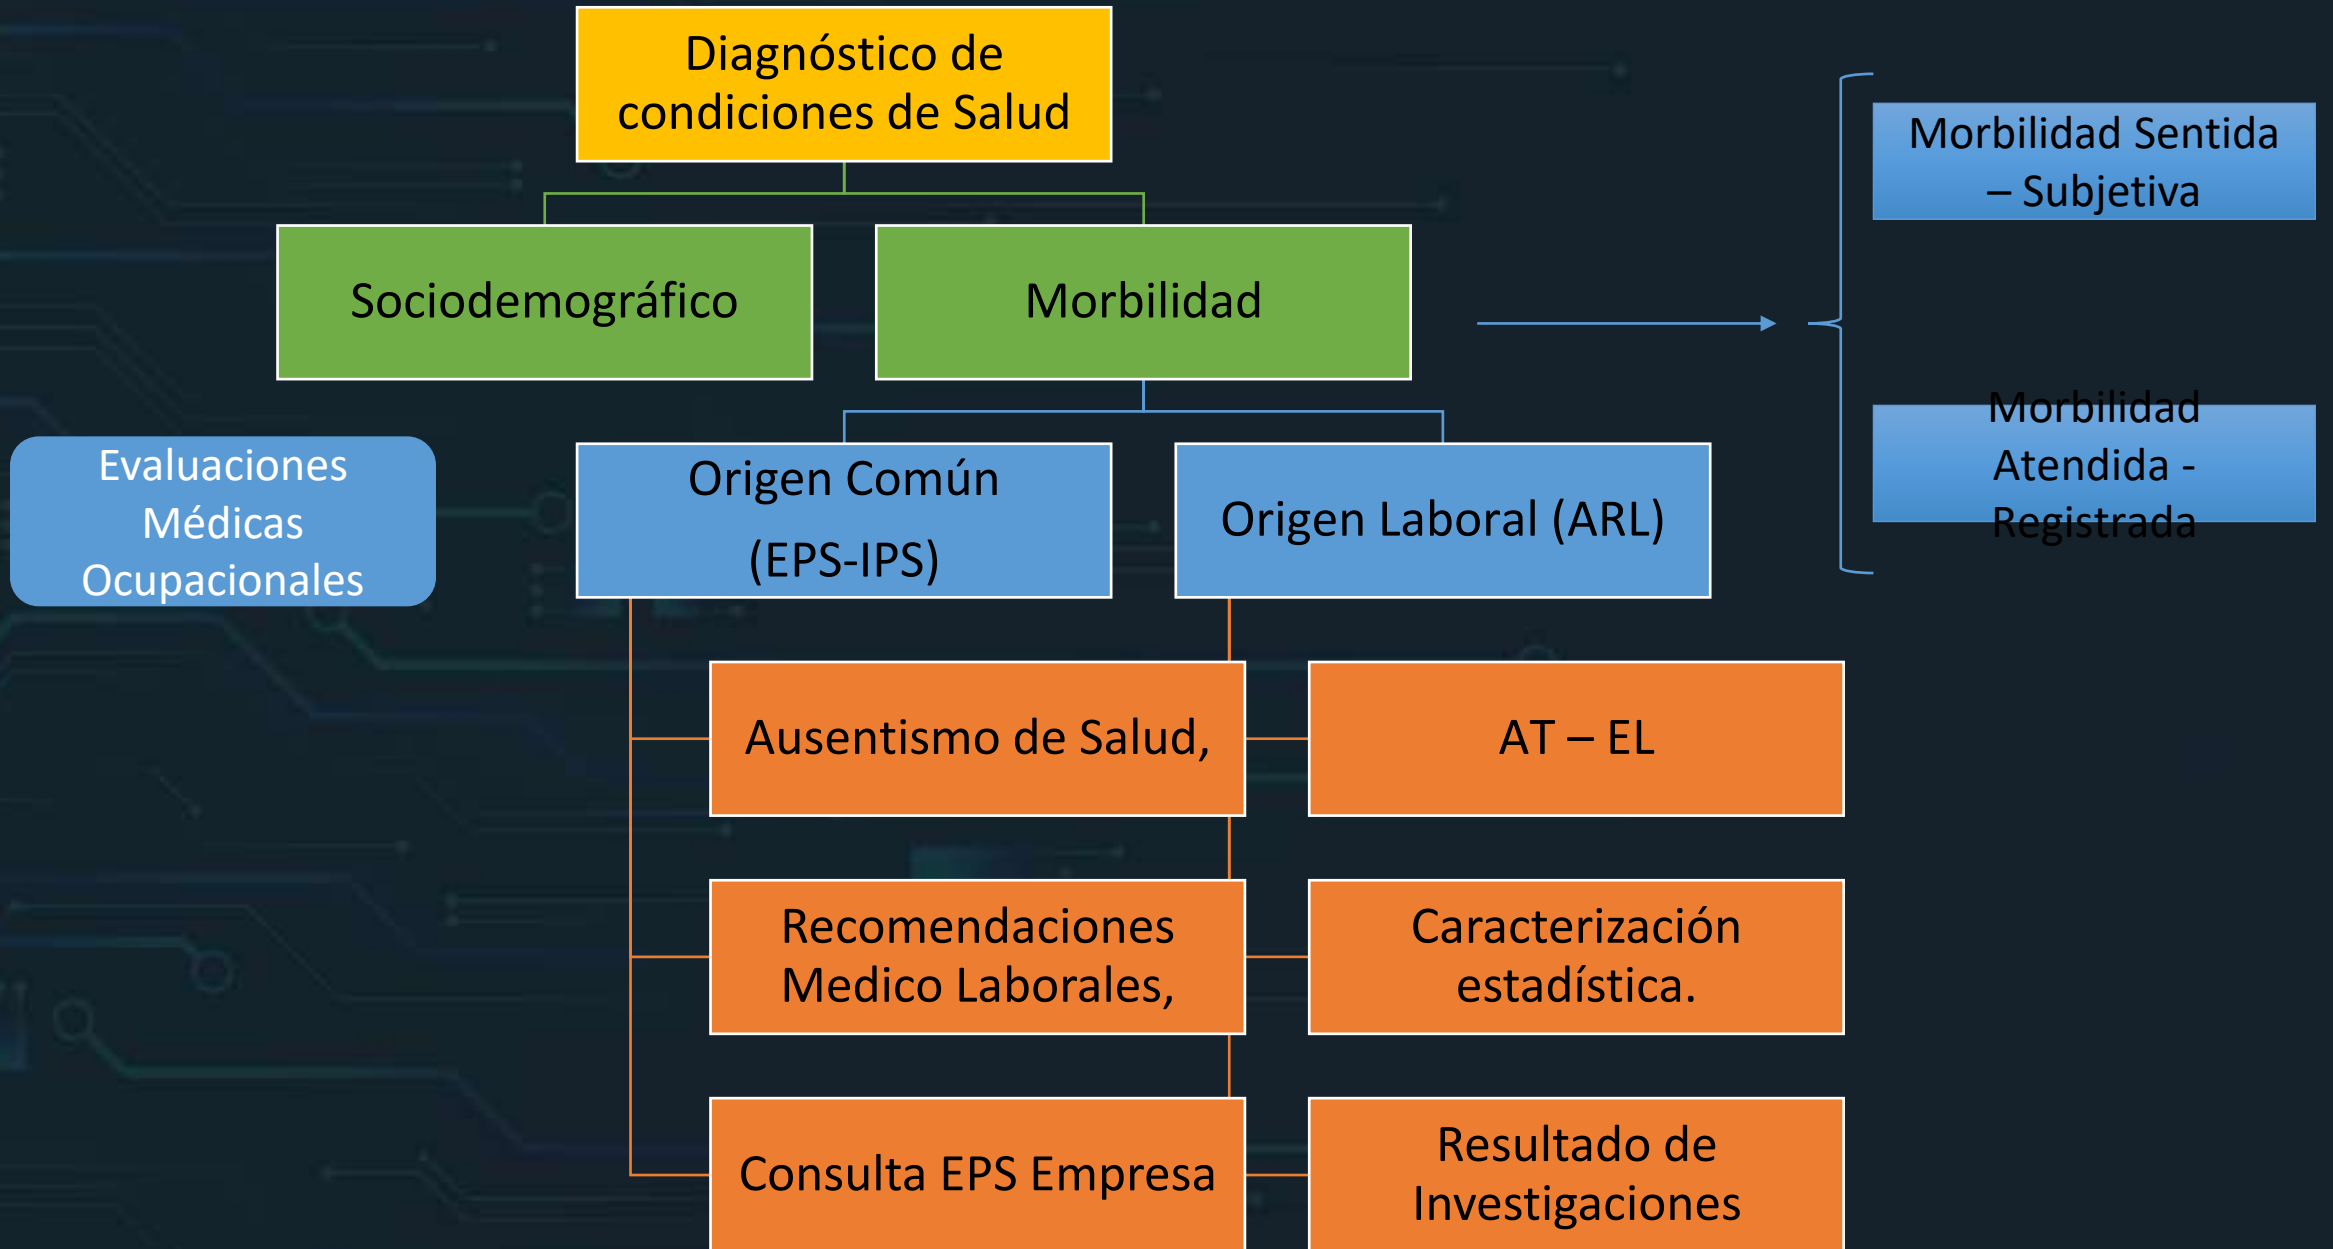 Diagnóstico de
condiciones de Salud
Sociodemográfico
Morbilidad
Morbilidad Sentida
– Subjetiva
Morbilidad
Atendida -
Registrada
Evaluaciones
Médicas
Ocupacionales
Origen Común
(EPS-IPS)
Origen Laboral (ARL)
Ausentismo de Salud,
AT – EL
Recomendaciones
Medico Laborales,
Caracterización
estadística.
Consulta EPS Empresa
Resultado de
Investigaciones